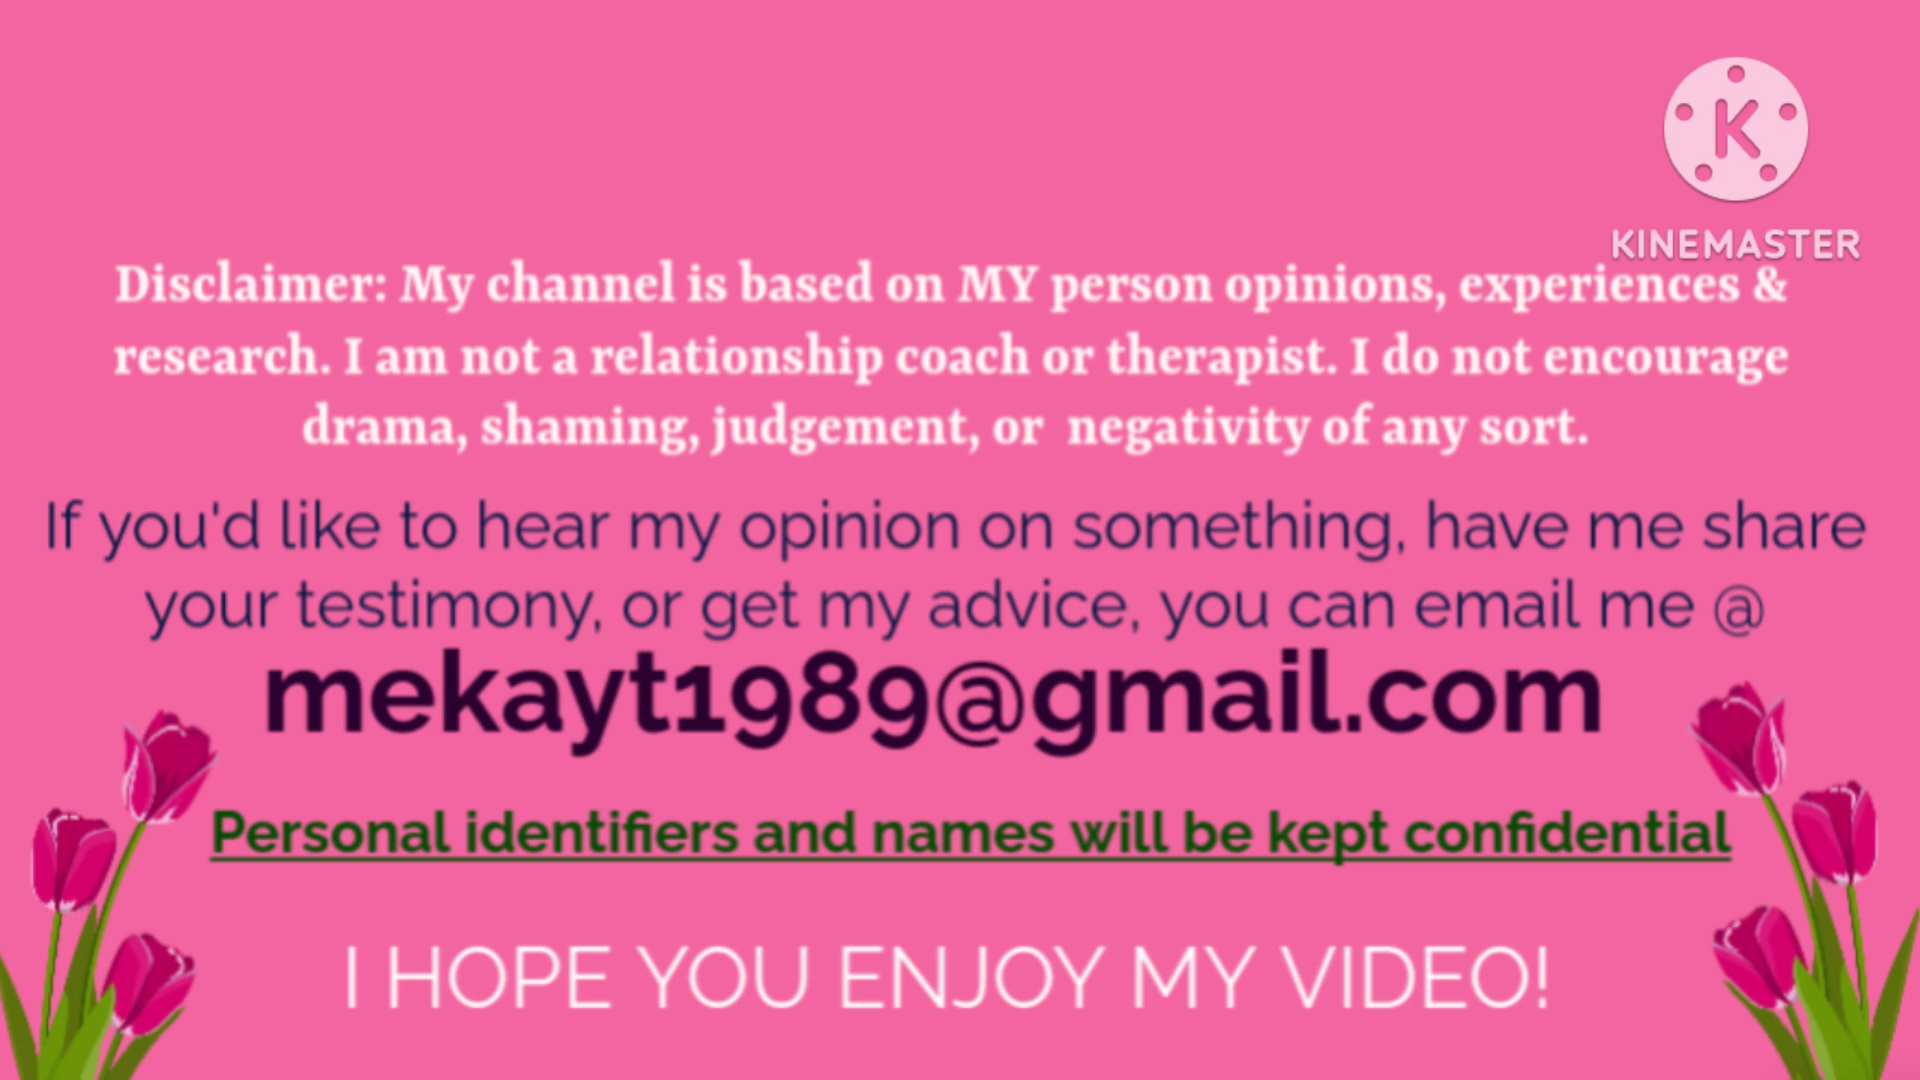 K
KINEMASTER
Disclaimer: My channel is based on MY person opinions, experiences &
research. I am not a relationship coach or therapist. I do not encourage
drama, shaming, judgement, or negativity of any sort.
If you'd like to hear my opinion on something, have me share
your testimony, or get my advice, you can email me @
mekayt1989@gmail.com
Personal identifiers and names will be kept confidential
I HOPE YOU ENJOY MY VIDEO!